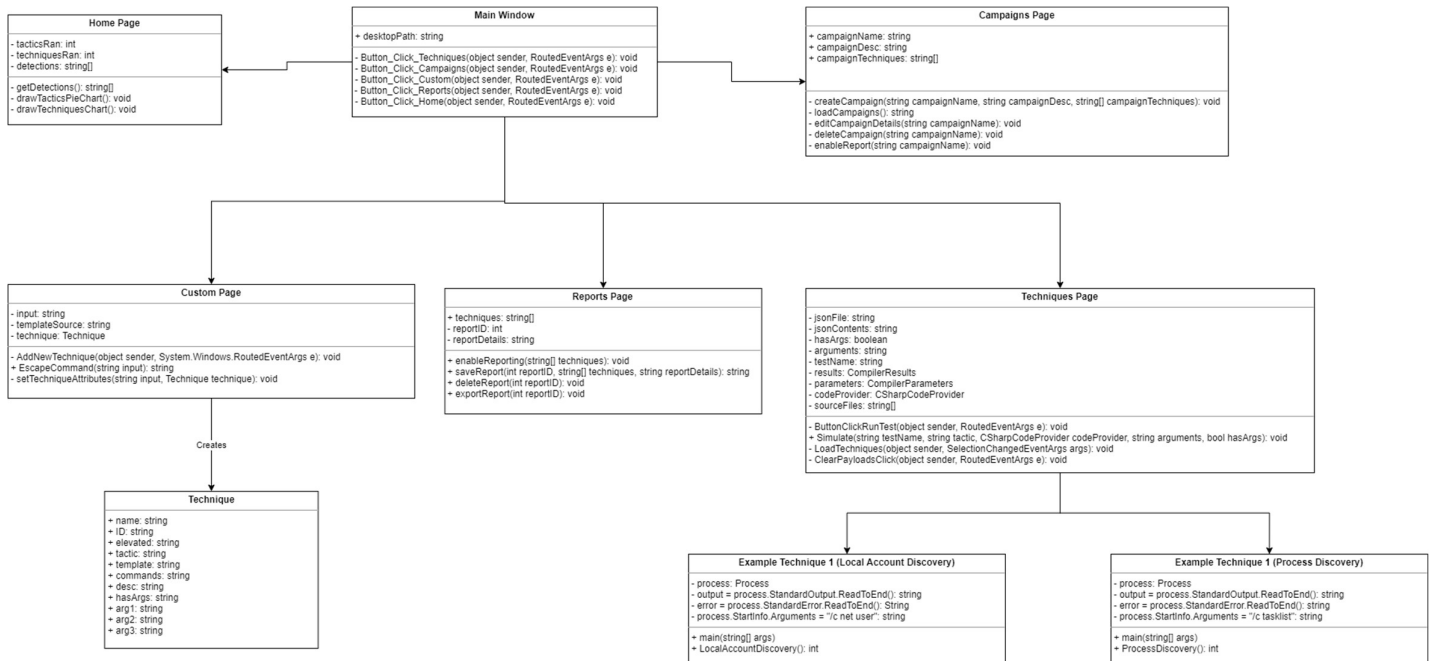 Home Page
- tacticsRan: int
- techniquesRan: int
- detections: string[]
- getDetections(): string[]
- drawTacticsPieChart(): void
- drawTechniquesChart(): void
Main Window
+ desktopPath: string
- Button_Click_Techniques(object sender, RoutedEventArgs e): void
- Button_Click_Campaigns(object sender, RoutedEventArgs e): void
- Button_Click_Custom(object sender, RoutedEventArgs e): void
- Button_Click_Reports(object sender, RoutedEventArgs e): void
- Button_Click_Home(object sender, RoutedEventArgs e): void
Campaigns Page
+ campaignName: string
+ campaignDesc: string
+ campaignTechniques: string[]
- createCampaign(string campaignName, string campaignDesc, string[] campaignTechniques): void
- loadCampaigns(): string
- editCampaignDetails(string campaignName): void
- deleteCampaign(string campaignName): void
- enableReport(string campaignName): void
Custom Page
- input: string
- templateSource: string
- technique: Technique
- AddNewTechnique(object sender, System.Windows.RoutedEventArgs e): void
+ EscapeCommand(string input): string
- setTechniqueAttributes(string input, Technique technique): void
Reports Page
+ techniques: string[]
- reportID: int
- reportDetails: string
+ enableReporting(string[] techniques): void
+ saveReport(int reportID, string[] techniques, string reportDetails): string
+ deleteReport(int reportID): void
+ exportReport(int reportID): void
Techniques Page
- jsonFile: string
- jsonContents: string
- hasArgs: boolean
- arguments: string
- testName: string
- results: CompilerResults
- parameters: CompilerParameters
- codeProvider: CSharpCodeProvider
- sourceFiles: string[]
- ButtonClickRunTest(object sender, RoutedEventArgs e): void
+ Simulate(string testName, string tactic, CSharpCodeProvider codeProvider, string arguments, bool hasArgs): void
- LoadTechniques(object sender, SelectionChangedEventArgs args): void
- ClearPayloadsClick(object sender, RoutedEventArgs e): void
Creates
Technique
+ name: string
+ ID: string
+ elevated: string
+ tactic: string
+ template: string
+ commands: string
+ desc: string
+ hasArgs: string
+ arg1: string
+ arg2: string
+ arg3: string
Example Technique 1 (Local Account Discovery)
- process: Process
- output = process.StandardOutput.ReadToEnd(): string
- error = process.StandardError.ReadToEnd(): String
- process.StartInfo.Arguments = "/c net user": string
+ main(string[] args)
+ LocalAccountDiscovery(): int
Example Technique 1 (Process Discovery)
- process: Process
- output = process.StandardOutput.ReadToEnd(): string
- error = process.StandardError.ReadToEnd(): String
- process.StartInfo.Arguments = "/c tasklist": string
+ main(string[] args)
+ ProcessDiscovery(): int